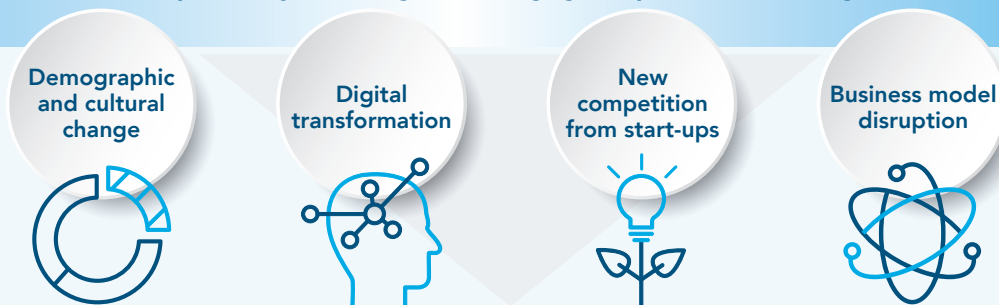 Demographic
and cultural
change
Digital
transformation
New
competition
from start-ups
Business model
disruption